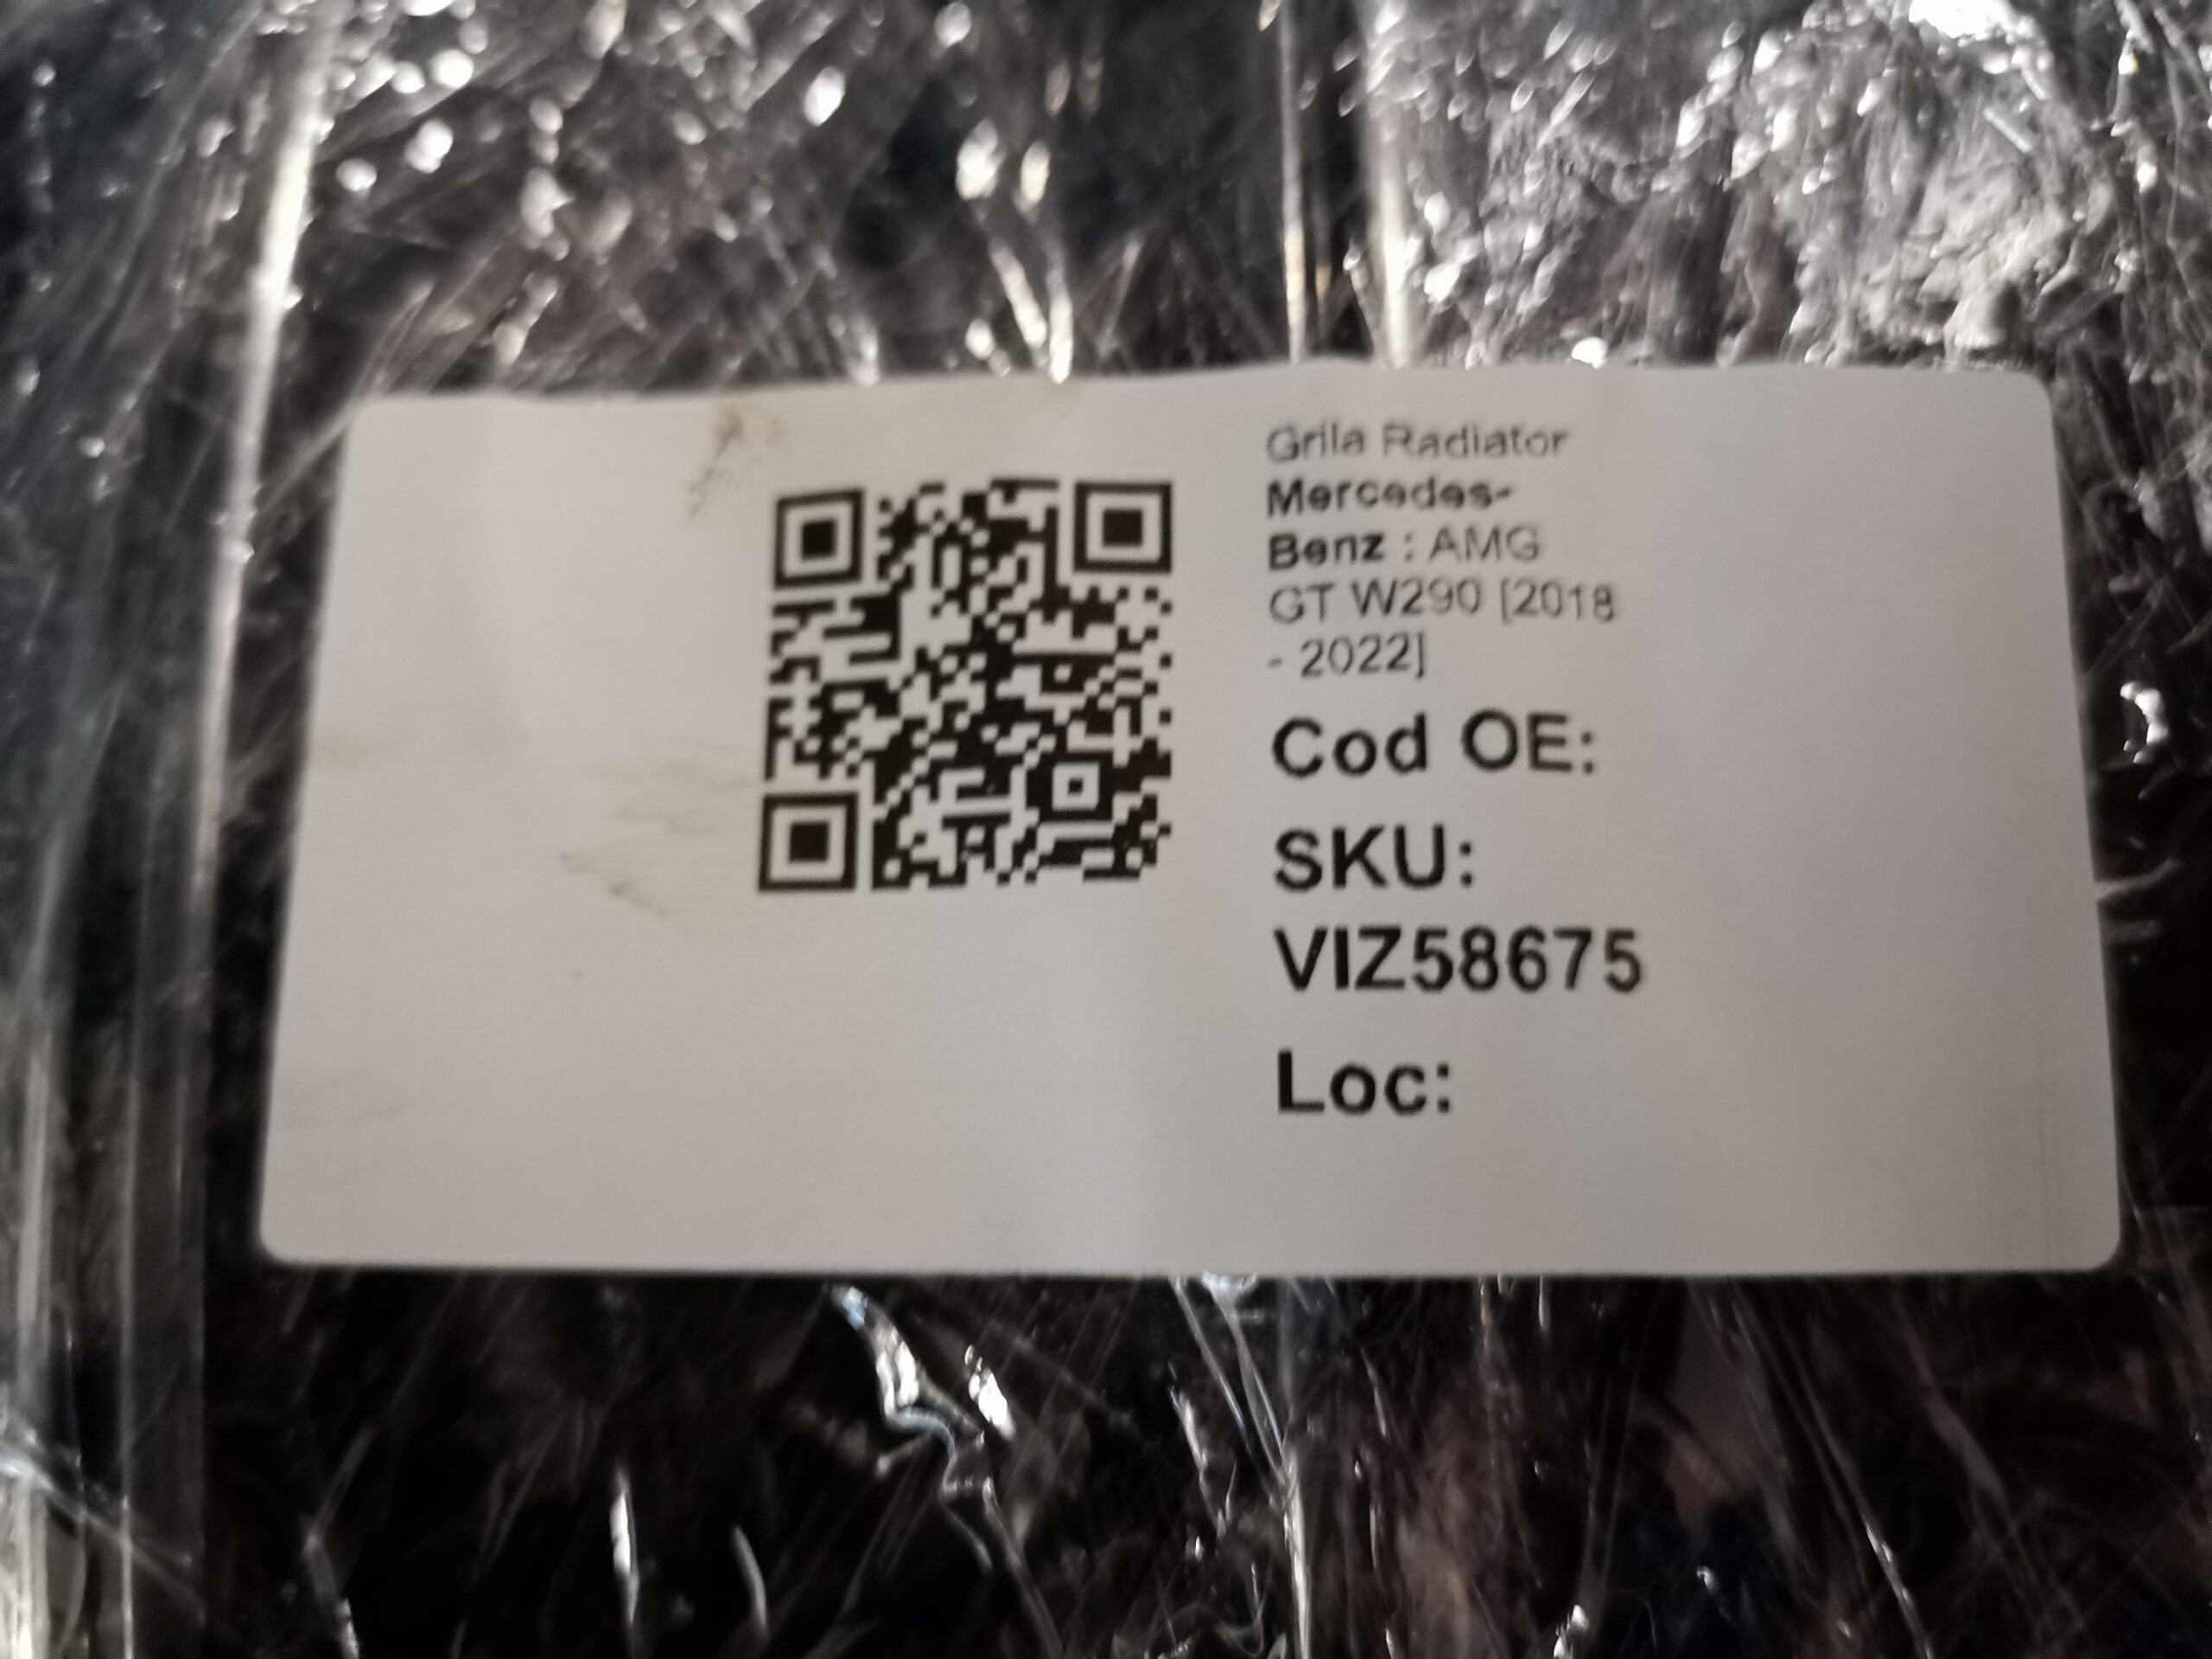 Grila Radiator
Mercedes-
Benz : AMG
GT W290 [2018
- 2022]
Cod OE:
SKU:
VIZ58675
Loc: